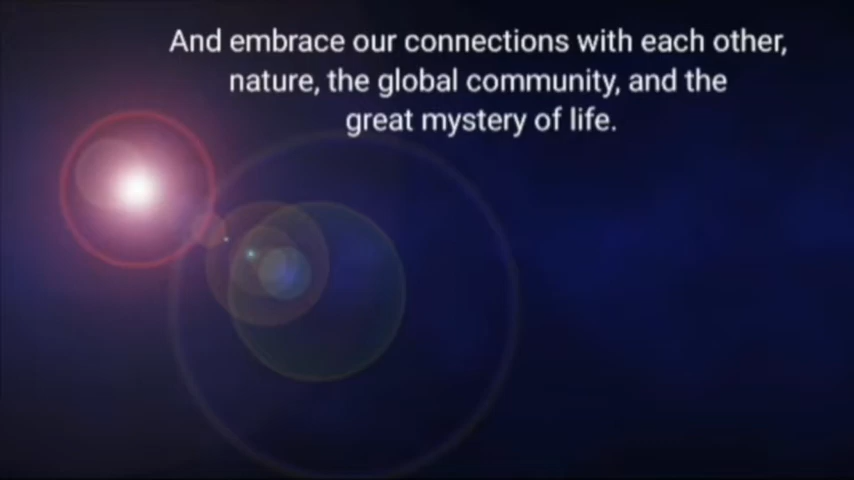 And embrace our connections with each other,
nature, the global community, and the
great mystery of life.